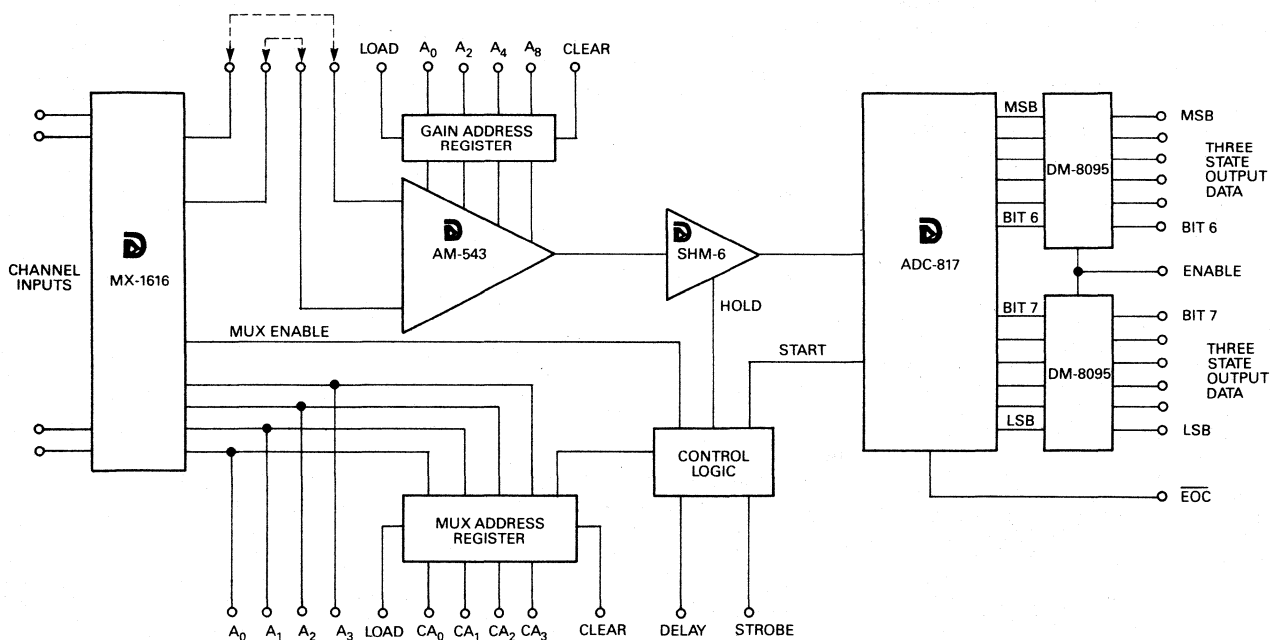 LOAD A0 A2 A4 A8 CLEAR
GAIN ADDRESS
REGISTER
MSB
MSB
DM-8095
THREE
STATE
OUTPUT
DATA
BIT 6
BIT 6
CHANNEL
INPUTS
MX-1616
AM-543
SHM-6
ADC-817
ENABLE
HOLD
MUX ENABLE
START
BIT 7
BIT 7
DM-8095
THREE
STATE
OUTPUT
DATA
LSB
LSB
CONTROL
LOGIC
EOC
MUX ADDRESS
REGISTER
A0 A1 A2 A3 LOAD CA0 CA1 CA2 CA3 CLEAR DELAY STROBE